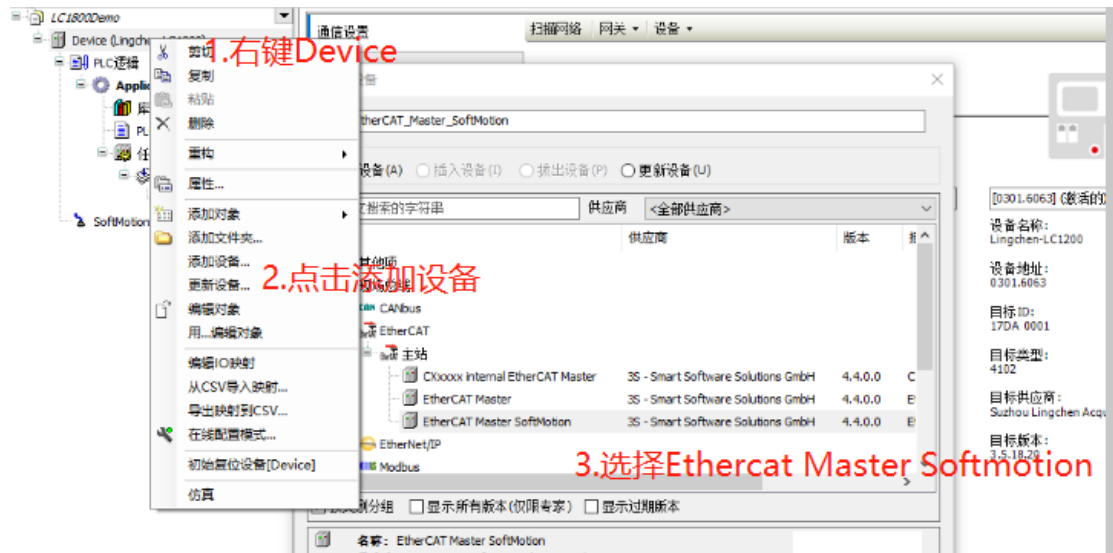 LC1800Demo
Device (Lingche
PLC逻辑
Applic
库
PL
任
SoftMotion
剪切
复制
粘贴
删除
重构
属性...
添加对象
添加文件夹...
添加设备...
更新设备...
编辑对象
用...编辑对象
编辑IO映射
从CSV导入映射...
导出映射到CSV...
在线配置模式...
初始复位设备[Device]
仿真
1.右键Device
2.点击添加设备
3.选择Ethercat Master Softmotion
通信设置
扫描网络 网关 设备
therCAT_Master_SoftMotion
设备(A) 插入设备(I) 拔出设备(P) 更新设备(U)
搜索的字符串 供应商 <全部供应商>
供应商 版本
其他项
CANbus
EtherCAT
主站
CXxxxx internal EtherCAT Master 3S - Smart Software Solutions GmbH 4.4.0.0 C
EtherCAT Master 3S - Smart Software Solutions GmbH 4.4.0.0 E
EtherCAT Master SoftMotion 3S - Smart Software Solutions GmbH 4.4.0.0 E
EtherNet/IP
Modbus
分组 显示所有版本(仅限专家) 显示过期版本
名称: EtherCAT Master SoftMotion
[0301.6063] (激活的)
设备名称:
Lingchen-LC1200
设备地址:
0301.6063
目标ID:
17DA 0001
目标类型:
4102
目标供应商:
Suzhou Lingchen Acqu
目标版本:
3.5.18.20